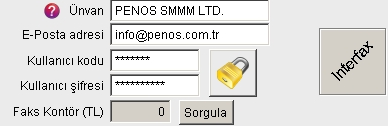 ? Ünvan PENOS SMMM LTD.
E-Posta adresi info@penos.com.tr
Kullanıcı kodu *******
Kullanıcı şifresi *********
Faks Kontör (TL) 0 Sorgula
Interfax